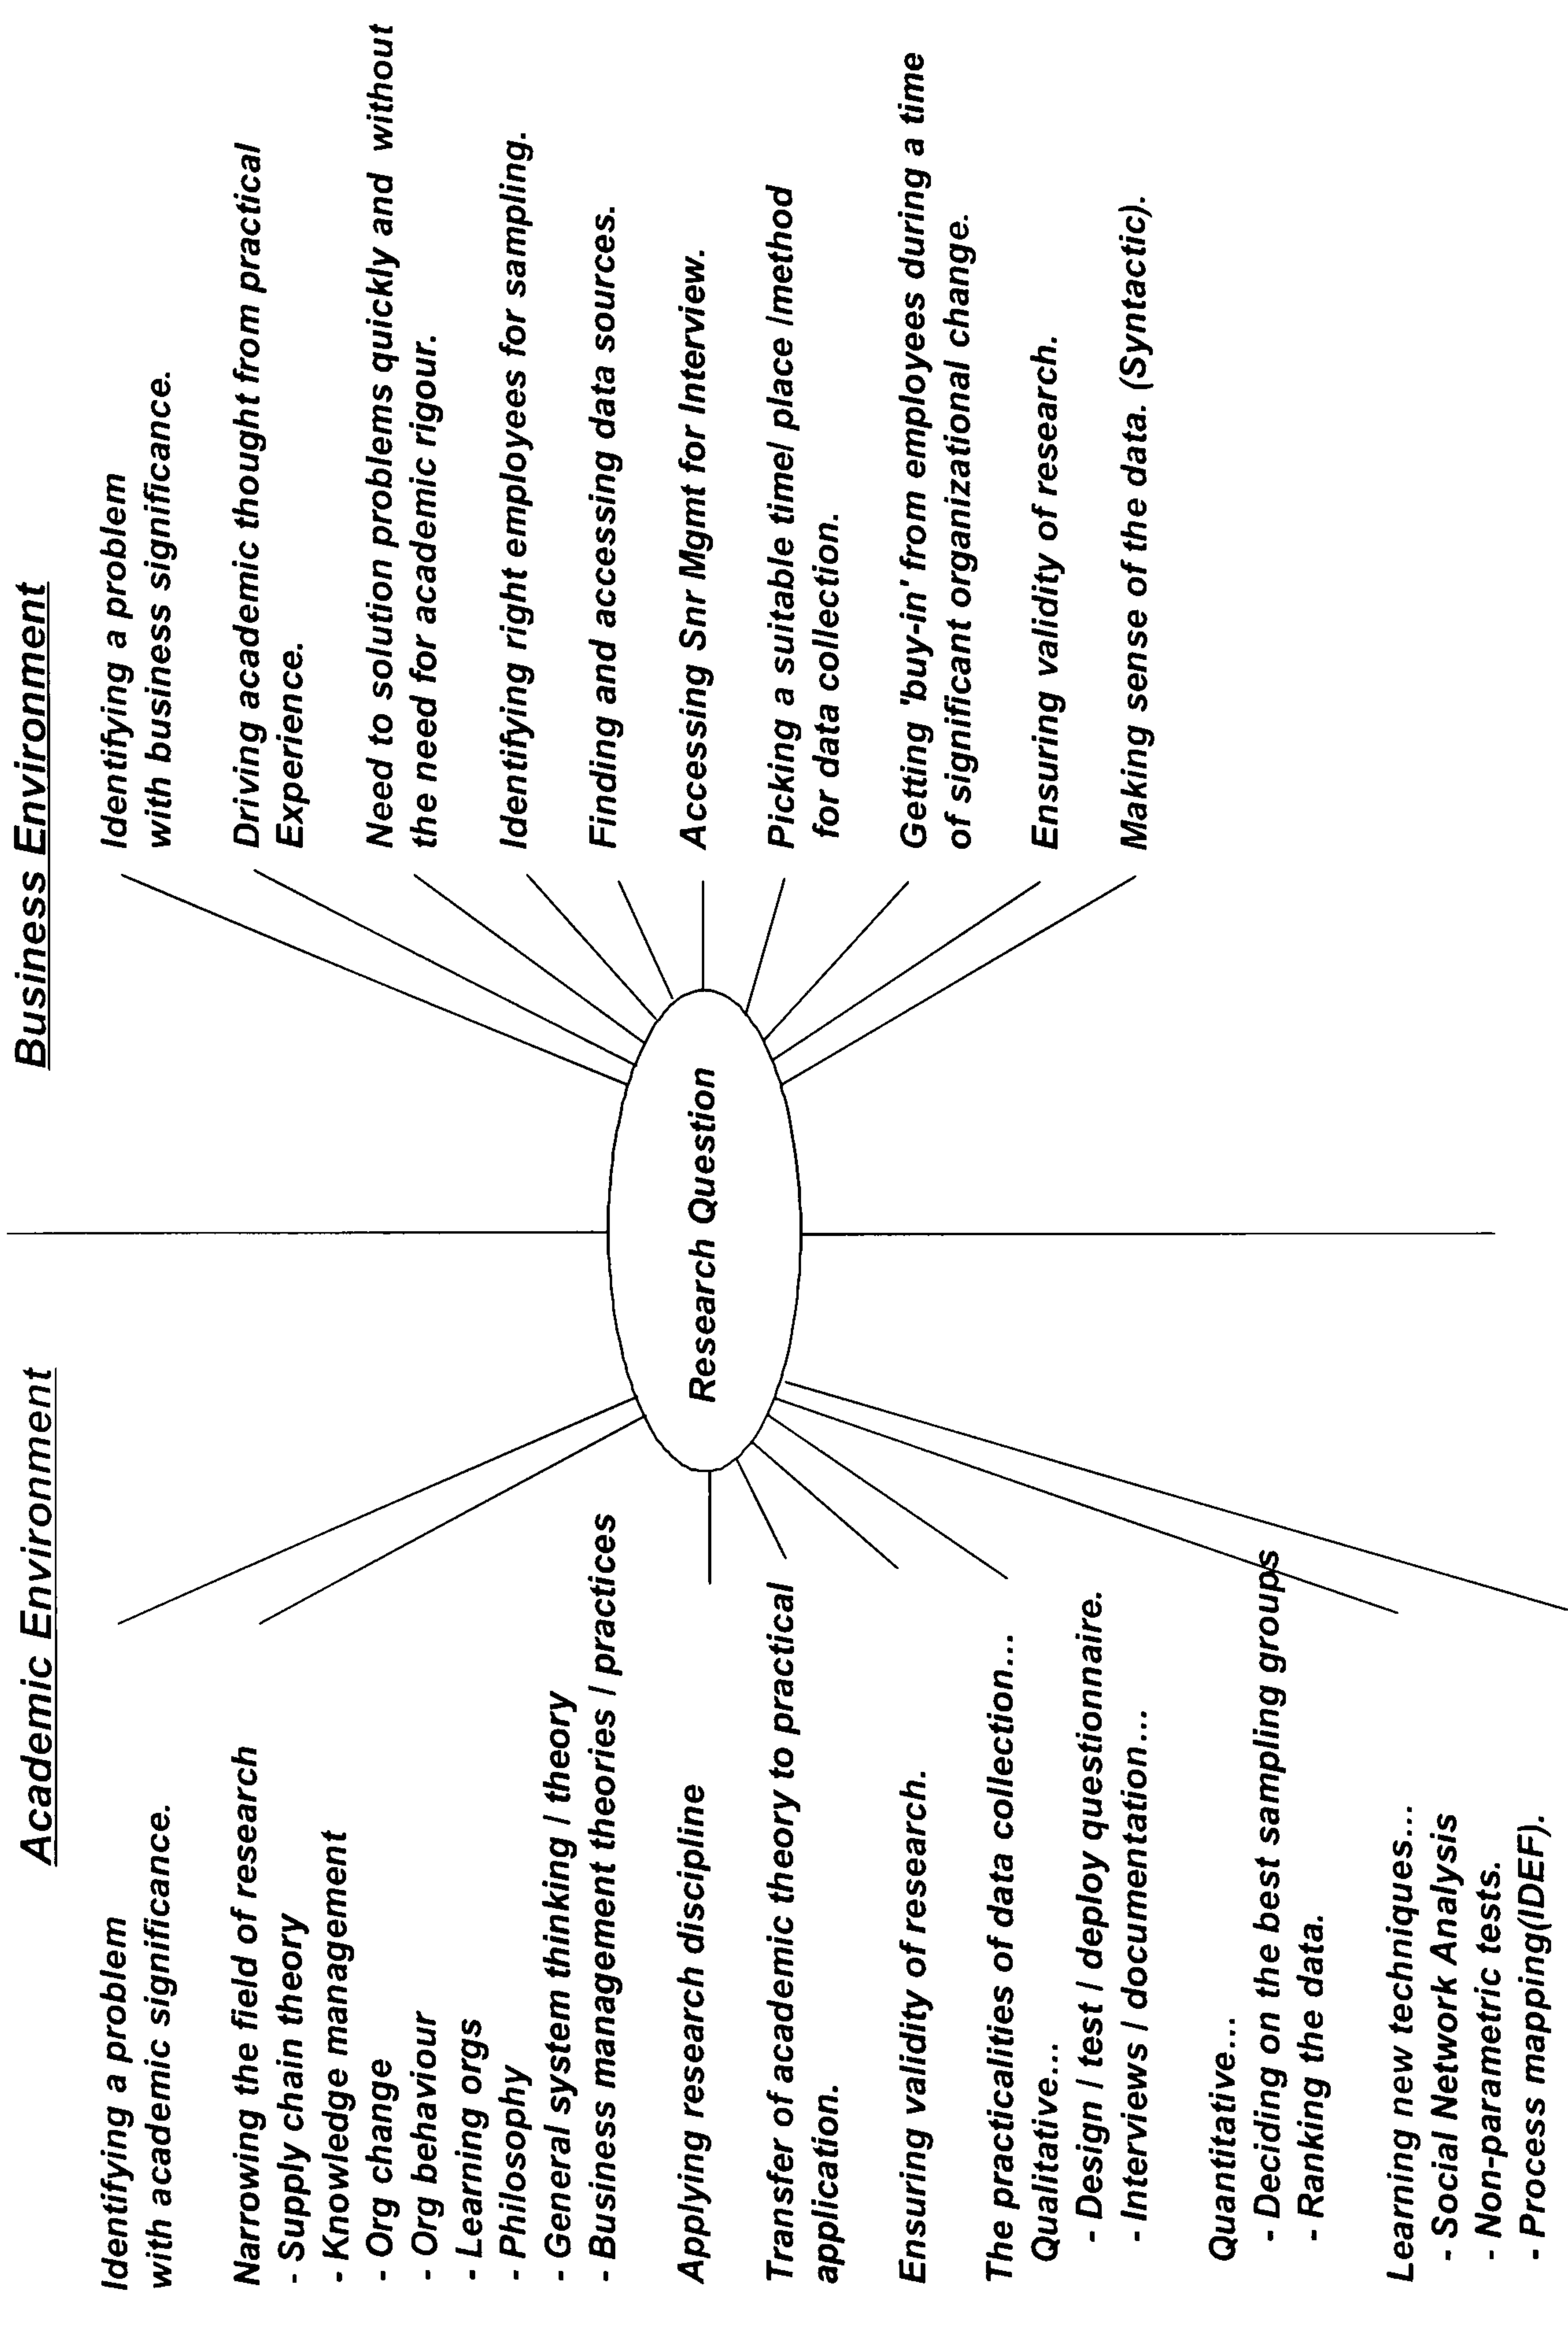 Academic Environment
Identifying a problem
with academic significance.
Narrowing the field of research
- Supply chain theory
- Knowledge management
- Org change
- Org behaviour
- Learning orgs
- Philosophy
- General system thinking / theory
- Business management theories / practices
Applying research discipline
Transfer of academic theory to practical
application.
Ensuring validity of research.
The practicalities of data collection...
Qualitative...
- Design / test / deploy questionnaire.
- Interviews / documentation...
Quantitative...
- Deciding on the best sampling groups
- Ranking the data.
Learning new techniques...
- Social Network Analysis
- Non-parametric tests.
- Process mapping(IDEF).
Research Question
Business Environment
Identifying a problem
with business significance.
Driving academic thought from practical
Experience.
Need to solution problems quickly and without
the need for academic rigour.
Identifying right employees for sampling.
Finding and accessing data sources.
Accessing Snr Mgmt for Interview.
Picking a suitable time/ place /method
for data collection.
Getting 'buy-in' from employees during a time
of significant organizational change.
Ensuring validity of research.
Making sense of the data. (Syntactic).